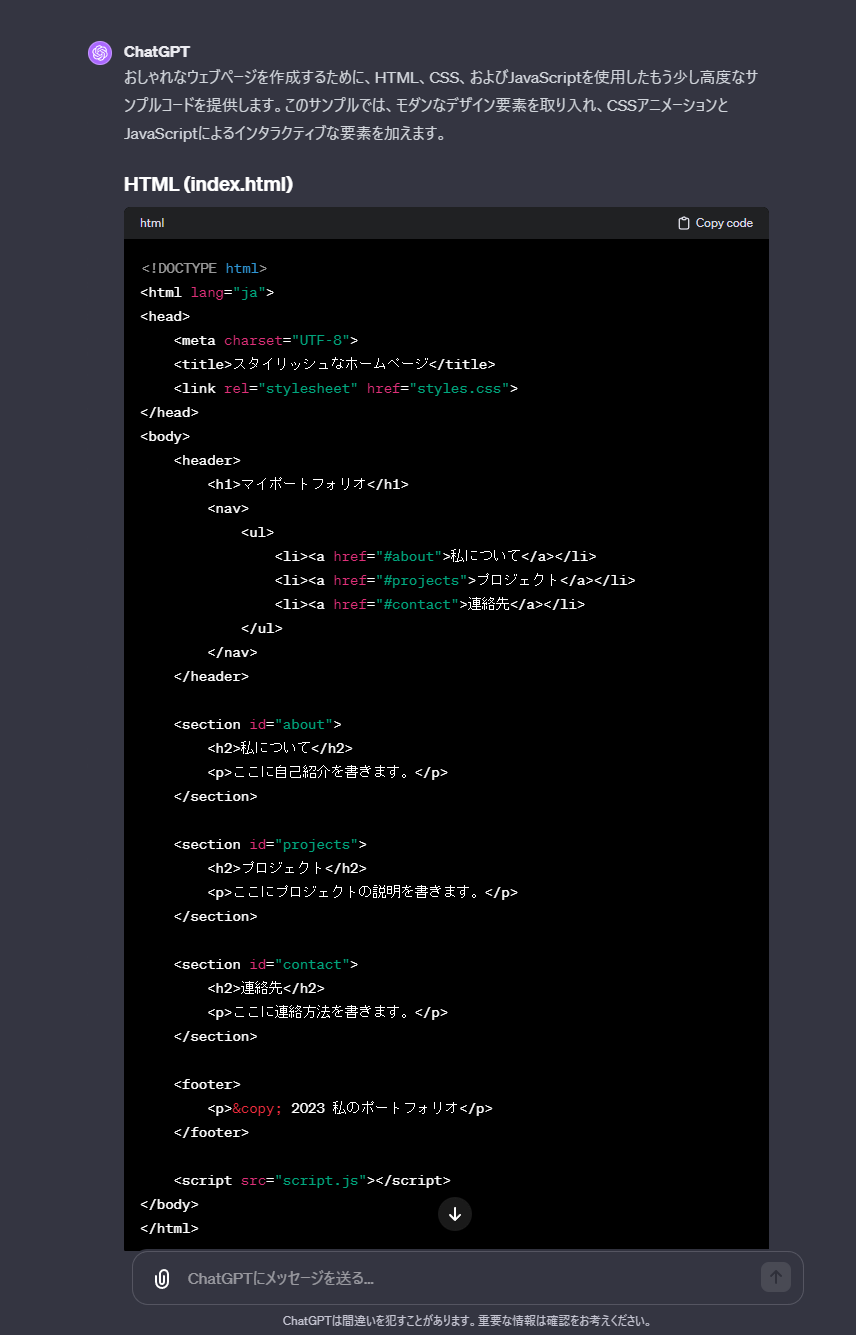 ChatGPT
おしゃれなウェブページを作成するために、HTML、CSS、およびJavaScriptを使用したもう少し高度なサ
ンプルコードを提供します。このサンプルでは、モダンなデザイン要素を取り入れ、CSSアニメーションと
JavaScriptによるインタラクティブな要素を加えます。
HTML (index.html)
html Copy code
<!DOCTYPE html>
<html lang="ja">
<head>
    <meta charset="UTF-8">
    <title>スタイリッシュなホームページ</title>
    <link rel="stylesheet" href="styles.css">
</head>
<body>
    <header>
        <h1>マイポートフォリオ</h1>
        <nav>
            <ul>
                <li><a href="#about">私について</a></li>
                <li><a href="#projects">プロジェクト</a></li>
                <li><a href="#contact">連絡先</a></li>
            </ul>
        </nav>
    </header>

    <section id="about">
        <h2>私について</h2>
        <p>ここに自己紹介を書きます。</p>
    </section>

    <section id="projects">
        <h2>プロジェクト</h2>
        <p>ここにプロジェクトの説明を書きます。</p>
    </section>

    <section id="contact">
        <h2>連絡先</h2>
        <p>ここに連絡方法を書きます。</p>
    </section>

    <footer>
        <p>&copy; 2023 私のポートフォリオ</p>
    </footer>

    <script src="script.js"></script>
</body>
</html>
ChatGPTにメッセージを送る...
ChatGPTは間違いを犯すことがあります。重要な情報は確認をお考えください。